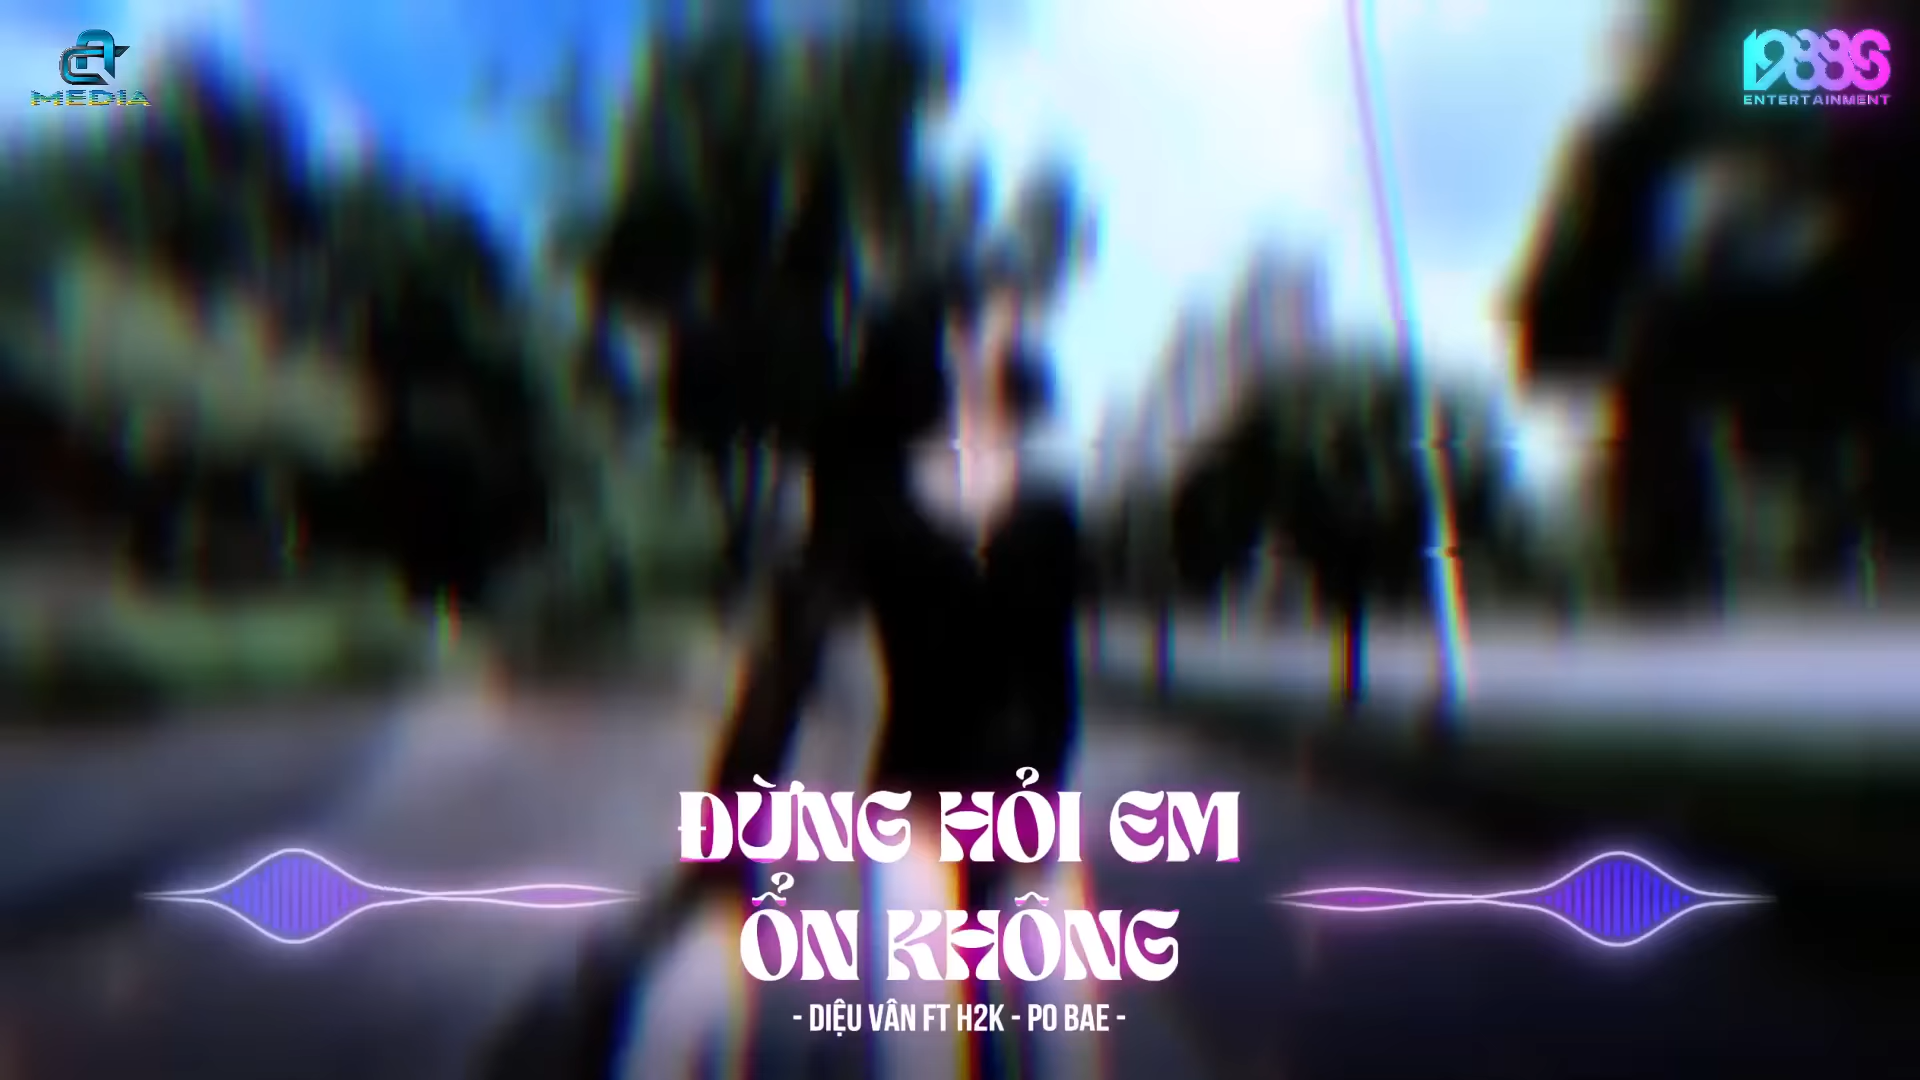 MEDIA
1988S
ENTERTAINMENT
ĐỪNG HỎI EM
ỔN KHÔNG
- DIỆU VÂN FT H2K - PO BAE -